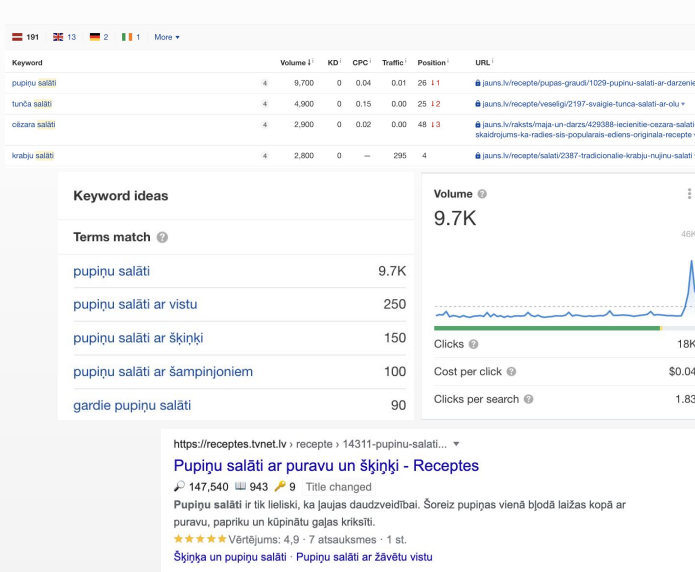 191 13 2 1 More
Keyword Volume KD CPC Traffic Position URL
pupiņu salāti 4 9,700 0 0.04 0.01 26 ↓1 jauns.lv/recepte/pupas-graudi/1029-pupinu-salati-ar-darzenie
tunča salāti 4 4,900 0 0.15 0.00 25 ↓2 jauns.lv/recepte/veseligi/2197-svaigie-tunca-salati-ar-olu
cēzara salāti 4 2,900 0 0.02 0.00 48 ↓3 jauns.lv/raksts/maja-un-darzs/429388-iecienitie-cezara-salati-
skaidrojums-ka-radies-sis-popularais-ediens-originala-recepte
krabju salāti 4 2,800 0 — 295 4 jauns.lv/recepte/salati/2387-tradicionalie-krabju-nujinu-salati
Keyword ideas
Terms match
pupiņu salāti 9.7K
pupiņu salāti ar vistu 250
pupiņu salāti ar šķiņķi 150
pupiņu salāti ar šampinjoniem 100
gardie pupiņu salāti 90
Volume
9.7K
46K
Clicks 18K
Cost per click $0.04
Clicks per search 1.83
https://receptes.tvnet.lv › recepte › 14311-pupinu-salati...
Pupiņu salāti ar puravu un šķiņķi - Receptes
147,540 943 9 Title changed
Pupiņu salāti ir tik lieliski, ka ļaujas daudzveidībai. Šoreiz pupiņas vienā bļodā laižas kopā ar
puravu, papriku un kūpinātu gaļas kriksīti.
Vērtējums: 4,9 · 7 atsauksmes · 1 st.
Šķiņķa un pupiņu salāti · Pupiņu salāti ar žāvētu vistu